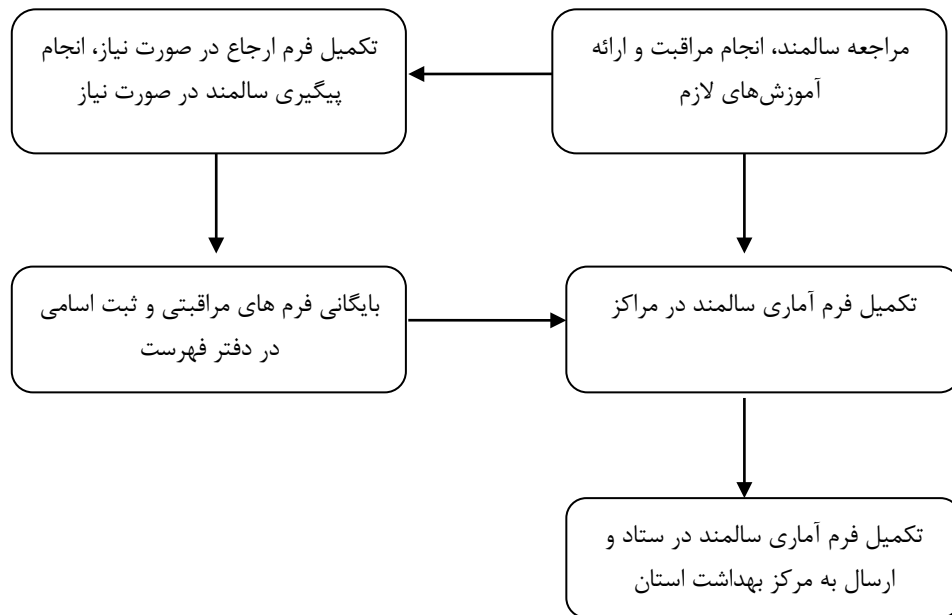 مراجعه سالمند، انجام مراقبت و ارائه
آموزش‌های لازم
تکمیل فرم ارجاع در صورت نیاز، انجام
پیگیری سالمند در صورت نیاز
تکمیل فرم آماری سالمند در مراکز
بایگانی فرم های مراقبتی و ثبت اسامی
در دفتر فهرست
تکمیل فرم آماری سالمند در ستاد و
ارسال به مرکز بهداشت استان